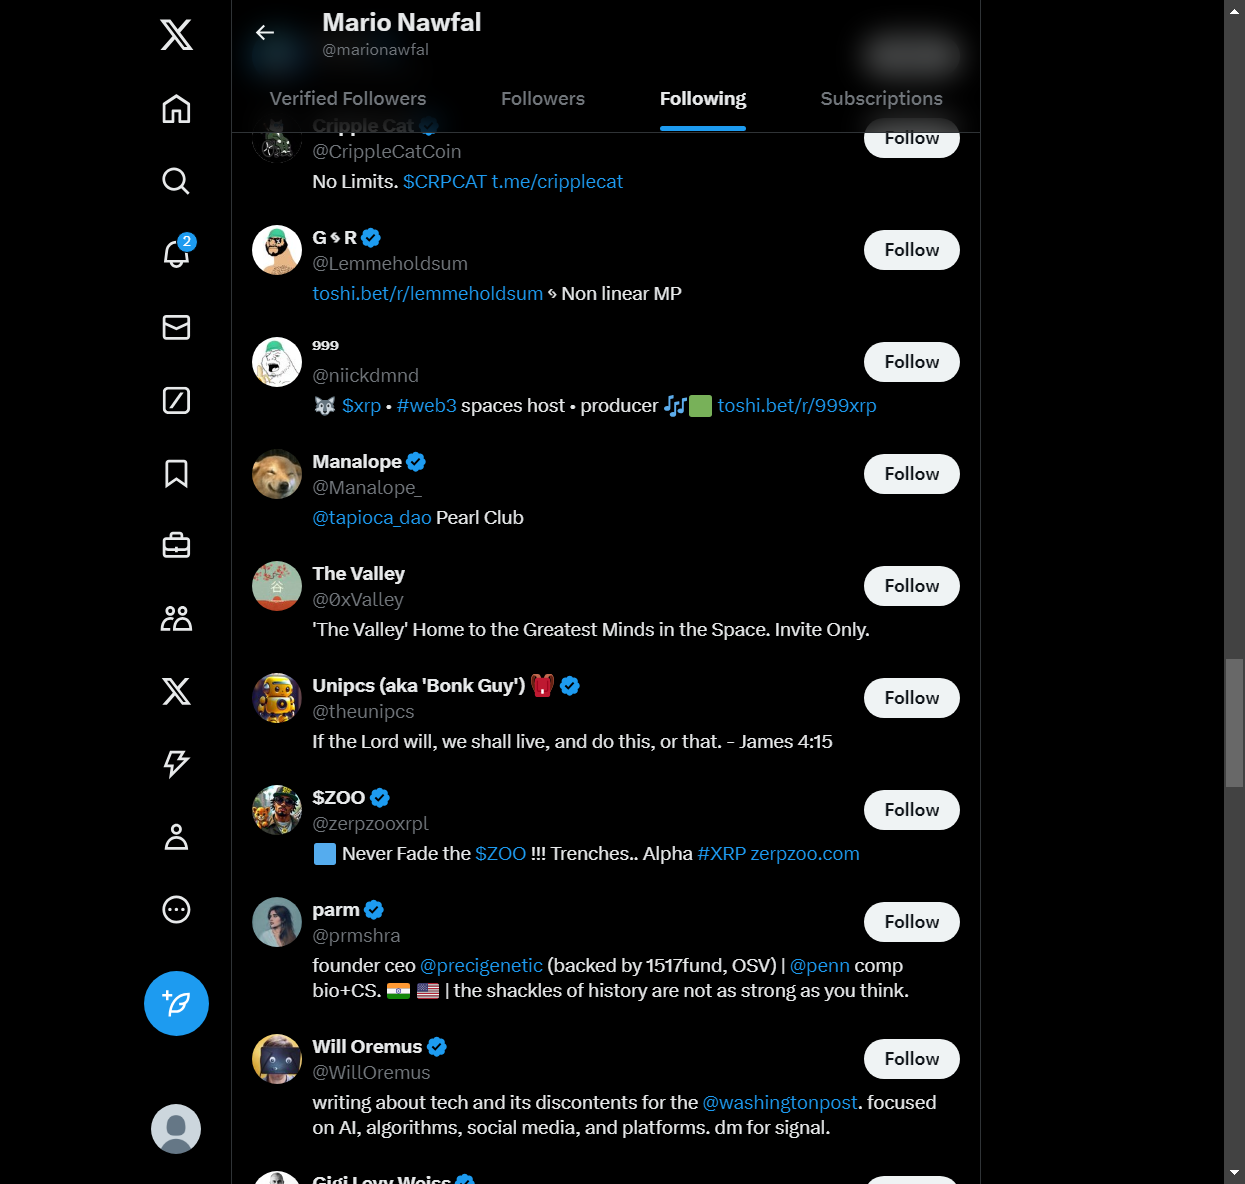 Mario Nawfal
@marionawfal
Verified Followers
Followers
Following
Subscriptions
Cripple Cat
@CrippleCatCoin
Follow
No Limits. $CRPCAT t.me/cripplecat
G ﾯ R
@Lemmeholdsum
Follow
toshi.bet/r/lemmeholdsum ﾯ Non linear MP
⁹⁹⁹
@niickdmnd
Follow
🐺 $xrp • #web3 spaces host • producer 🎶🟩 toshi.bet/r/999xrp
Manalope
@Manalope_
Follow
@tapioca_dao Pearl Club
The Valley
@0xValley
Follow
谷
'The Valley' Home to the Greatest Minds in the Space. Invite Only.
Unipcs (aka 'Bonk Guy') 🎒
@theunipcs
Follow
If the Lord will, we shall live, and do this, or that. - James 4:15
$ZOO
@zerpzooxrpl
Follow
🟦 Never Fade the $ZOO !!! Trenches.. Alpha #XRP zerpzoo.com
parm
@prmshra
Follow
founder ceo @precigenetic (backed by 1517fund, OSV) | @penn comp
bio+CS. 🇮🇳 🇺🇸 | the shackles of history are not as strong as you think.
Will Oremus
@WillOremus
Follow
writing about tech and its discontents for the @washingtonpost. focused
on AI, algorithms, social media, and platforms. dm for signal.
Gigi Levy Weiss
2